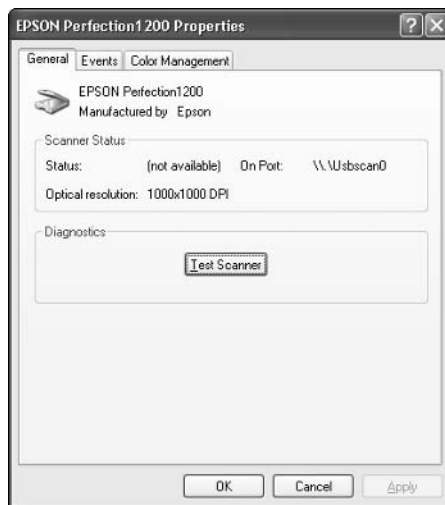 EPSON Perfection1200 Properties
General Events Color Management
EPSON Perfection1200
Manufactured by Epson
Scanner Status
Status: (not available) On Port: \\.\Usbscan0
Optical resolution: 1000x1000 DPI
Diagnostics
Test Scanner
OK Cancel Apply